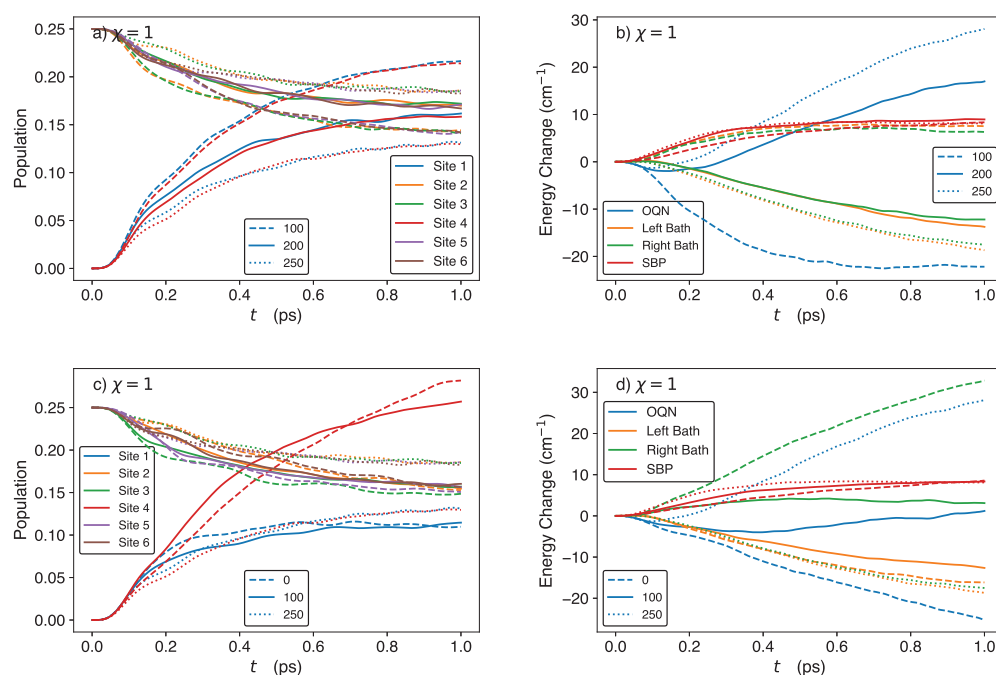 a) χ = 1
0.25
0.20
0.15
0.10
0.05
0.00
Population
Site 1
Site 2
Site 3
Site 4
Site 5
Site 6
100
200
250
0.0 0.2 0.4 0.6 0.8 1.0
t (ps)
b) χ = 1
30
20
10
0
−10
−20
Energy Change (cm⁻¹)
100
200
250
OQN
Left Bath
Right Bath
SBP
0.0 0.2 0.4 0.6 0.8 1.0
t (ps)
c) χ = 1
0.25
0.20
0.15
0.10
0.05
0.00
Population
Site 1
Site 2
Site 3
Site 4
Site 5
Site 6
0
100
250
0.0 0.2 0.4 0.6 0.8 1.0
t (ps)
d) χ = 1
30
20
10
0
−10
−20
Energy Change (cm⁻¹)
OQN
Left Bath
Right Bath
SBP
0
100
250
0.0 0.2 0.4 0.6 0.8 1.0
t (ps)